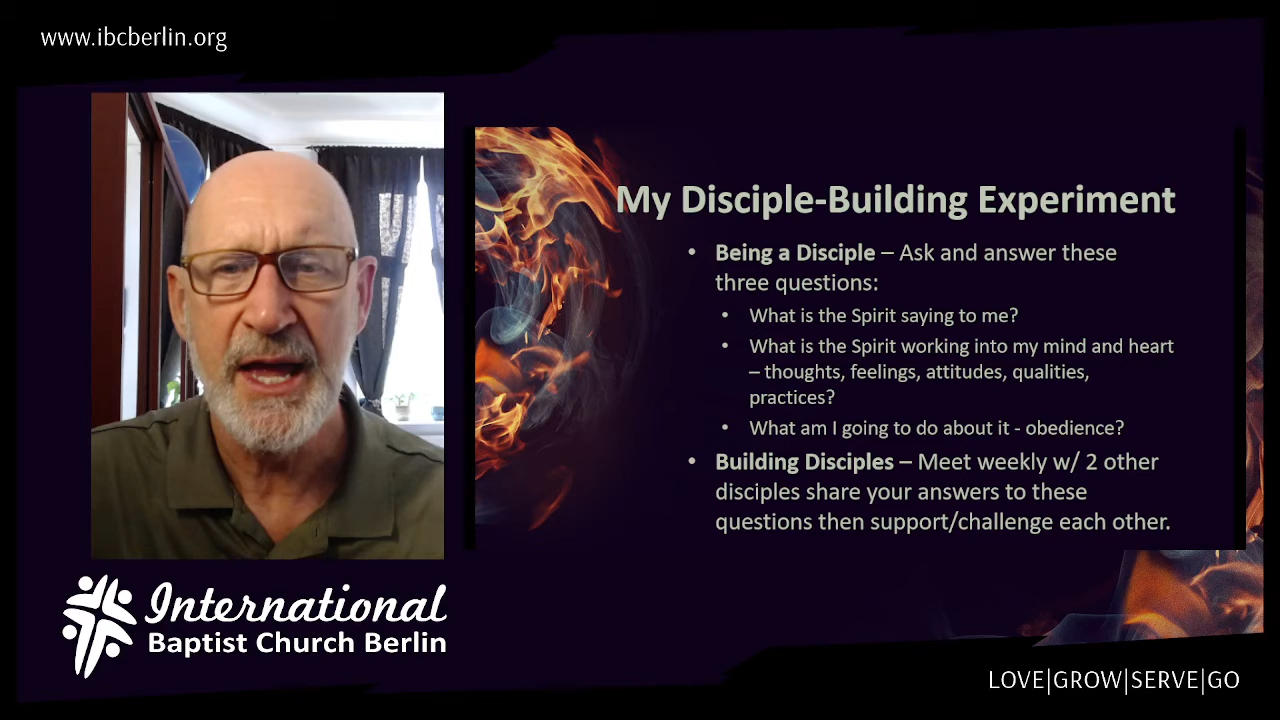 www.ibcberlin.org
My Disciple-Building Experiment
• Being a Disciple – Ask and answer these
three questions:
• What is the Spirit saying to me?
• What is the Spirit working into my mind and heart
– thoughts, feelings, attitudes, qualities,
practices?
• What am I going to do about it - obedience?
• Building Disciples – Meet weekly w/ 2 other
disciples share your answers to these
questions then support/challenge each other.
International
Baptist Church Berlin
LOVE|GROW|SERVE|GO